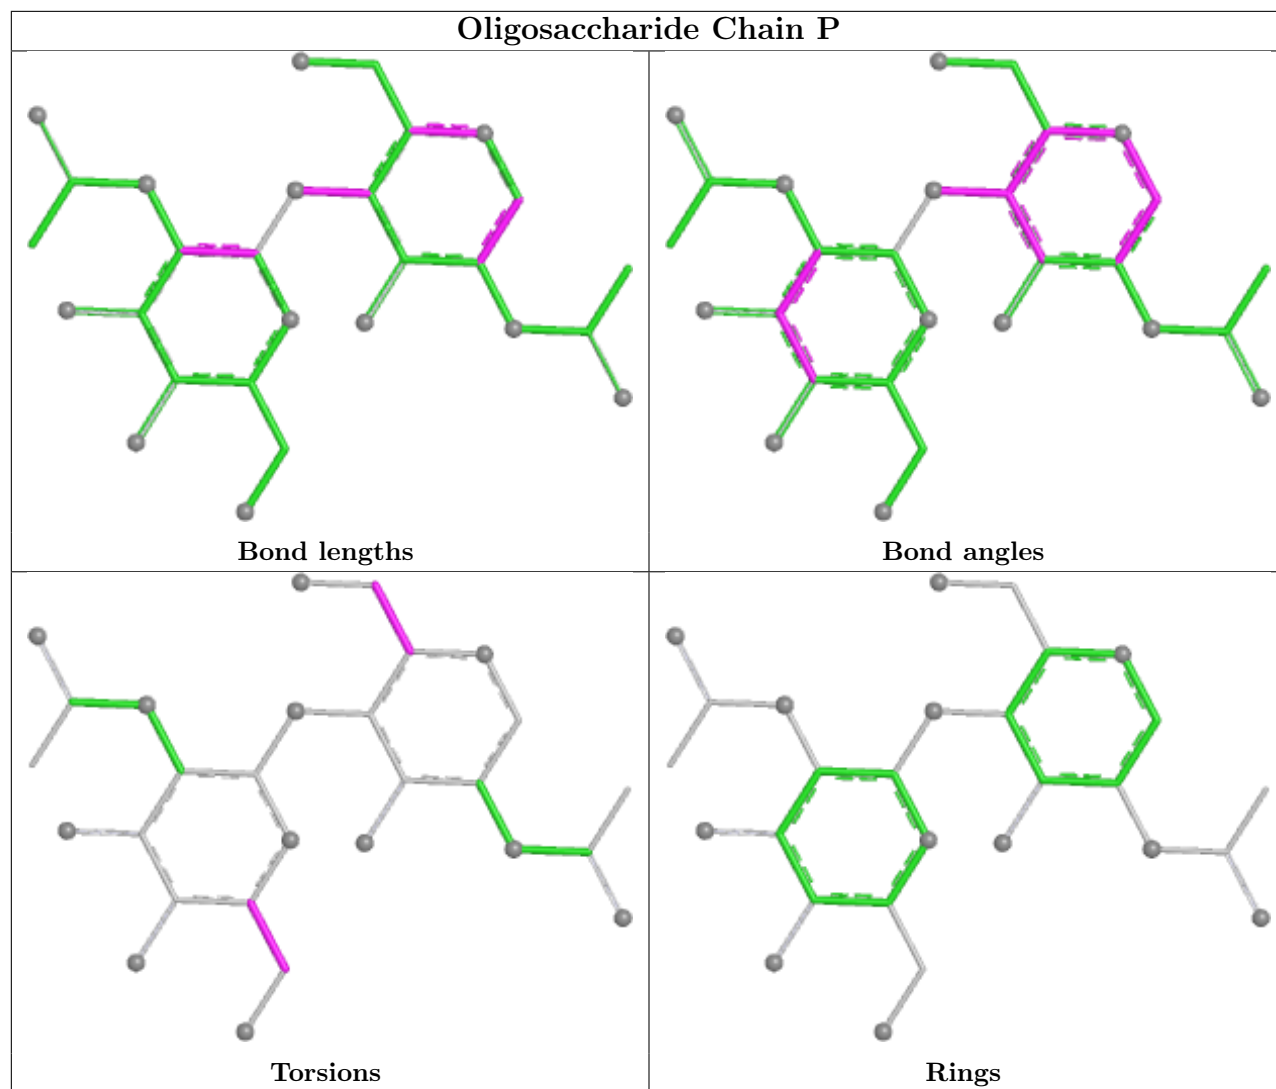 Oligosaccharide Chain P
Bond lengths
Bond angles
Torsions
Rings